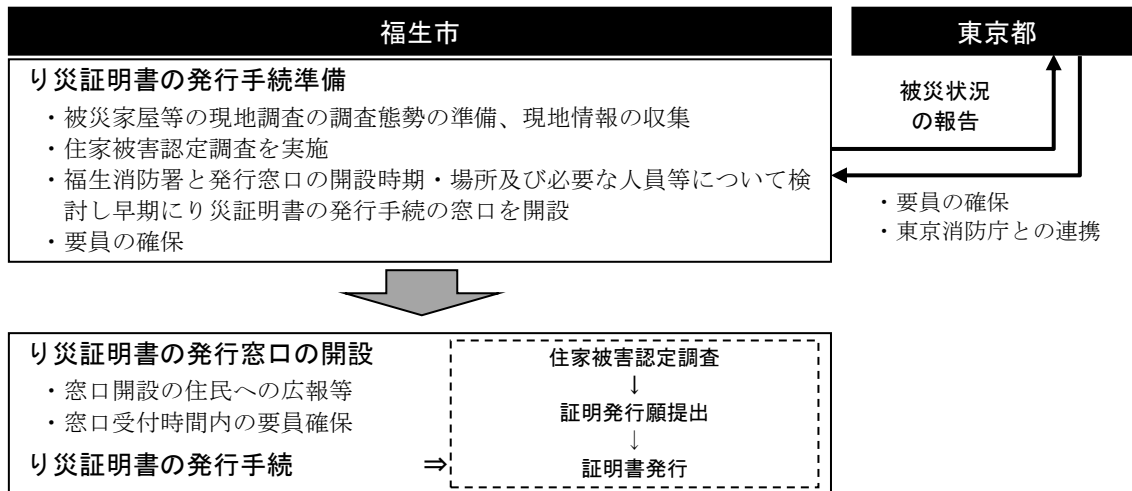 福生市
東京都
り災証明書の発行手続準備
・被災家屋等の現地調査の調査態勢の準備、現地情報の収集
・住家被害認定調査を実施
・福生消防署と発行窓口の開設時期・場所及び必要な人員等について検
討し早期にり災証明書の発行手続の窓口を開設
・要員の確保
被災状況
の報告
・要員の確保
・東京消防庁との連携
り災証明書の発行窓口の開設
・窓口開設の住民への広報等
・窓口受付時間内の要員確保
り災証明書の発行手続 ⇒
住家被害認定調査
↓
証明発行願提出
↓
証明書発行